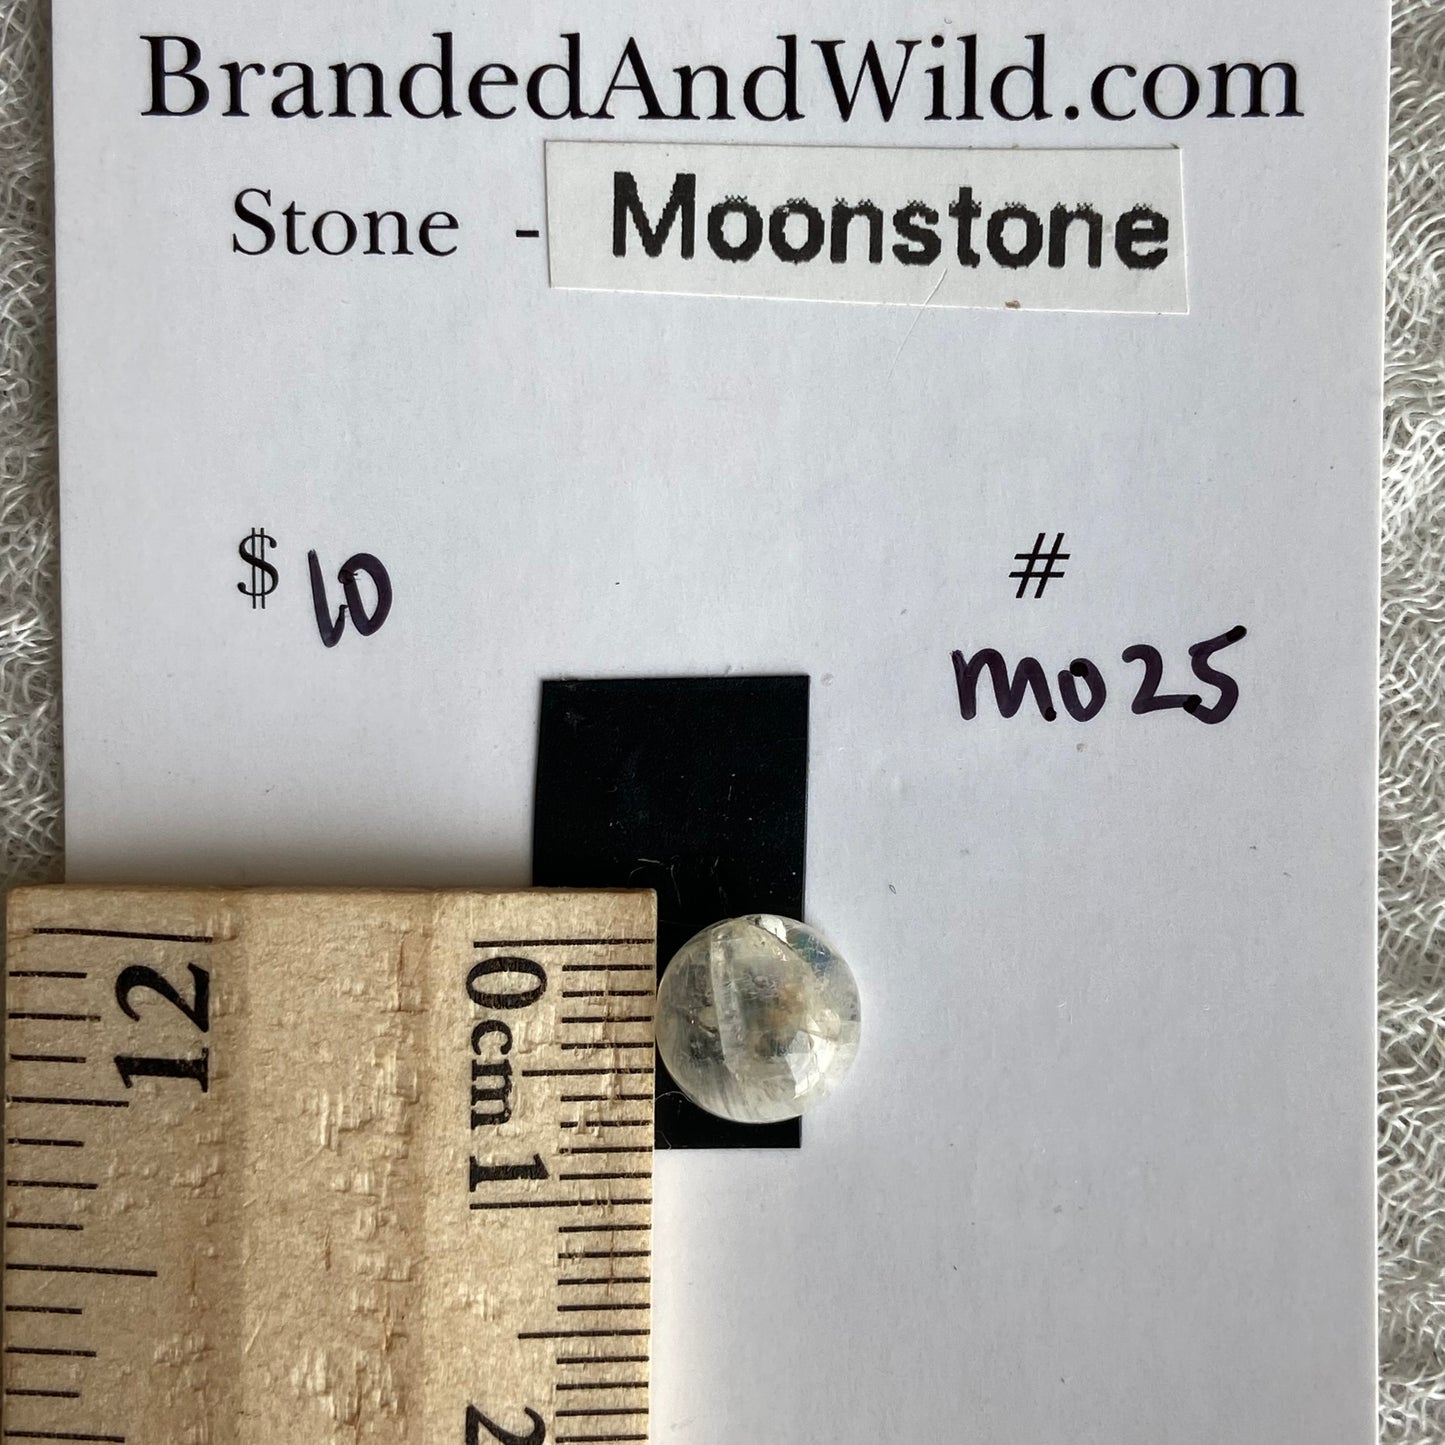 BrandedAndWild.com
Stone - Moonstone
$ 10
#
mo25
12
0cm 1
2